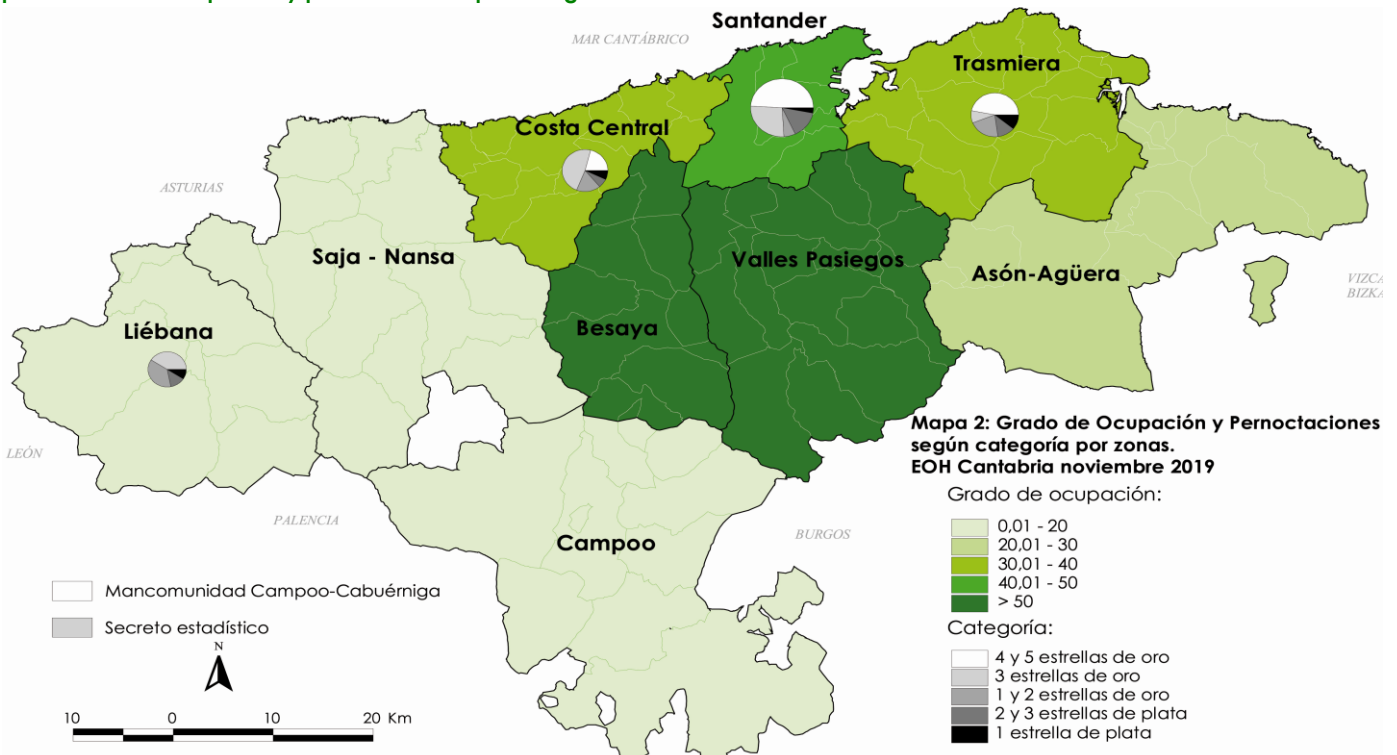 Santander
MAR CANTÁBRICO
Trasmiera
Costa Central
ASTURIAS
Saja - Nansa
Valles Pasiegos
Asón-Agüera
VIZCA
BIZKA
Besaya
Liébana
Mapa 2: Grado de Ocupación y Pernoctaciones
según categoría por zonas.
EOH Cantabria noviembre 2019
LEÓN
Grado de ocupación:
0,01 - 20
20,01 - 30
30,01 - 40
40,01 - 50
> 50
PALENCIA
BURGOS
Campoo
Mancomunidad Campoo-Cabuérniga
Secreto estadístico
Categoría:
4 y 5 estrellas de oro
3 estrellas de oro
1 y 2 estrellas de oro
2 y 3 estrellas de plata
1 estrella de plata
N
10 0 10 20 Km